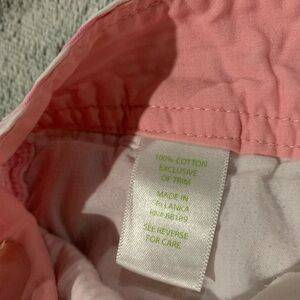 100% COTTON
EXCLUSIVE
OF TRIM
MADE IN
SRI LANKA
RN# 88189
SEE REVERSE
FOR CARE